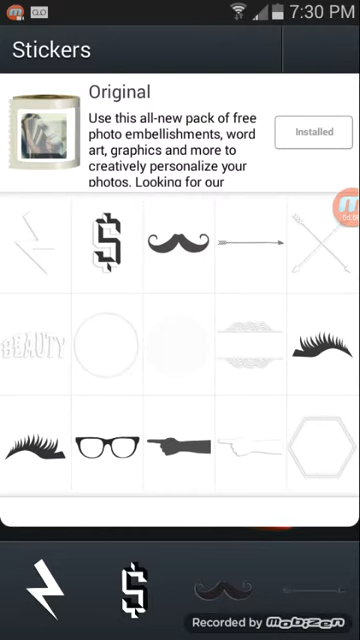 7:30 PM
Stickers
Original
Use this all-new pack of free
photo embellishments, word
art, graphics and more to
creatively personalize your
photos. Looking for our
Installed
BEAUTY
Recorded by Mobizen